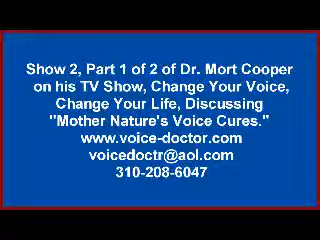 Show 2, Part 1 of 2 of Dr. Mort Cooper
on his TV Show, Change Your Voice,
Change Your Life, Discussing
"Mother Nature's Voice Cures."
www.voice-doctor.com
voicedoctr@aol.com
310-208-6047